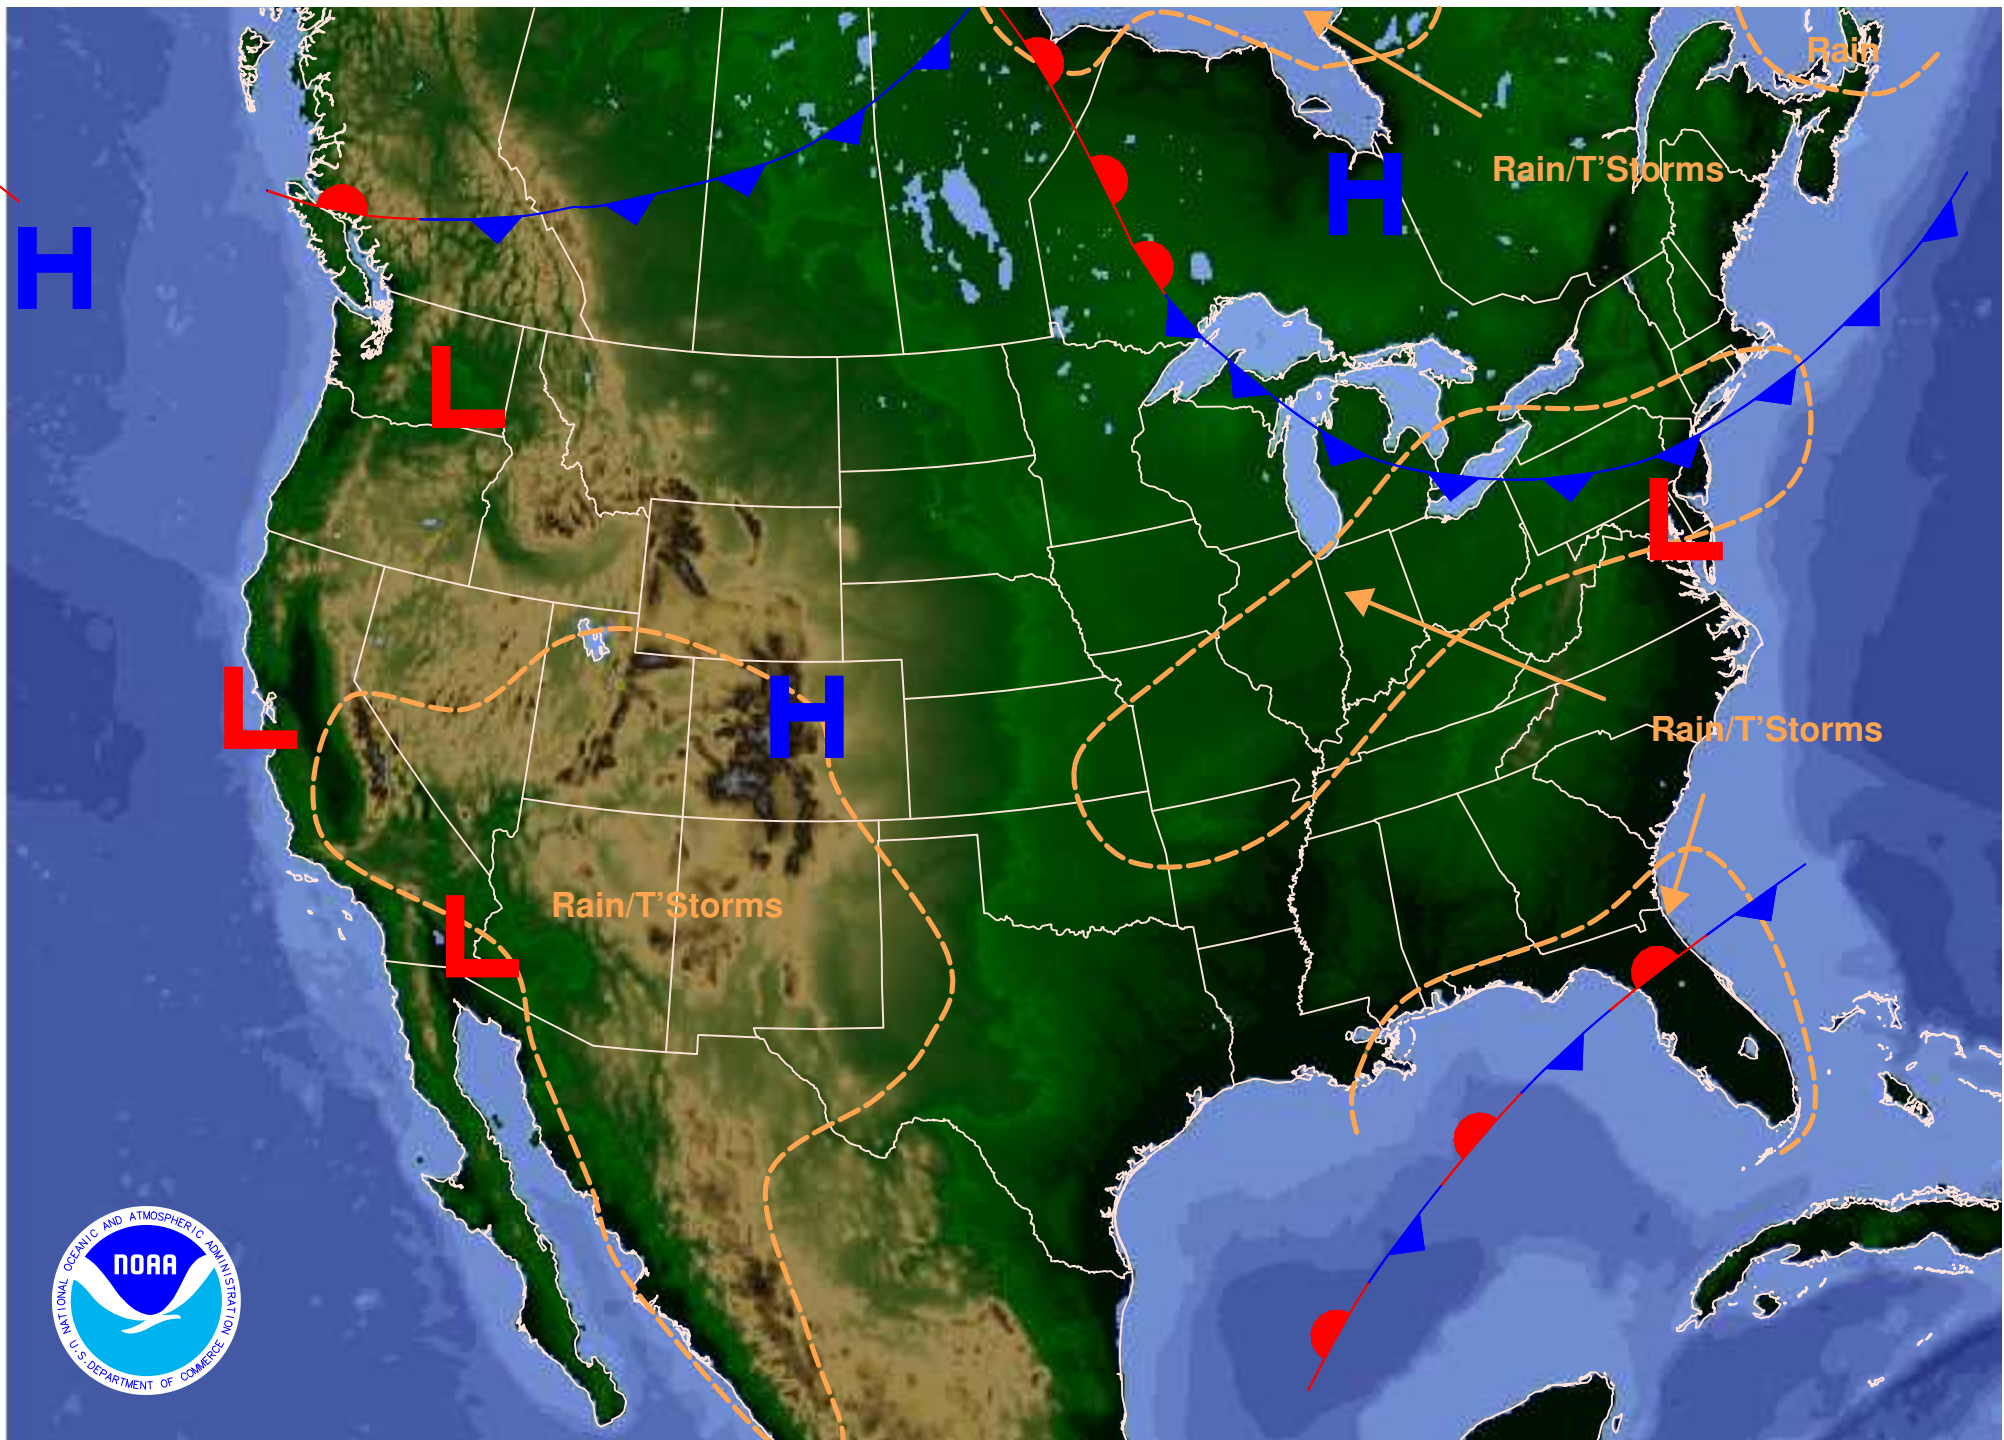 Rain
H
Rain/T'Storms
H
L
L
L
H
Rain/T'Storms
Rain/T'Storms
L
NATIONAL OCEANIC AND ATMOSPHERIC ADMINISTRATION
NOAA
U.S. DEPARTMENT OF COMMERCE